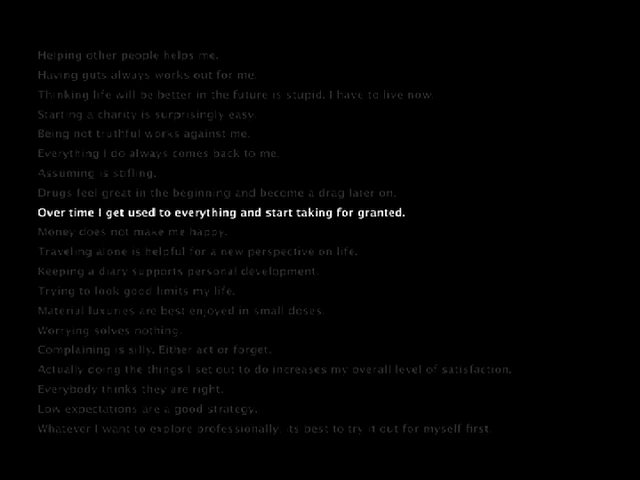 Helping other people helps me.
Having guts always works out for me.
Thinking life will be better in the future is stupid. I have to live now.
Starting a charity is surprisingly easy.
Being not truthful works against me.
Everything I do always comes back to me.
Assuming is stifling.
Drugs feel great in the beginning and become a drag later on.
Over time I get used to everything and start taking for granted.
Money does not make me happy.
Traveling alone is helpful for a new perspective on life.
Keeping a diary supports personal development.
Trying to look good limits my life.
Material luxuries are best enjoyed in small doses.
Worrying solves nothing.
Complaining is silly. Either act or forget.
Actually doing the things I set out to do increases my overall level of satisfaction.
Everybody thinks they are right.
Low expectations are a good strategy.
Whatever I want to explore professionally, its best to try it out for myself first.